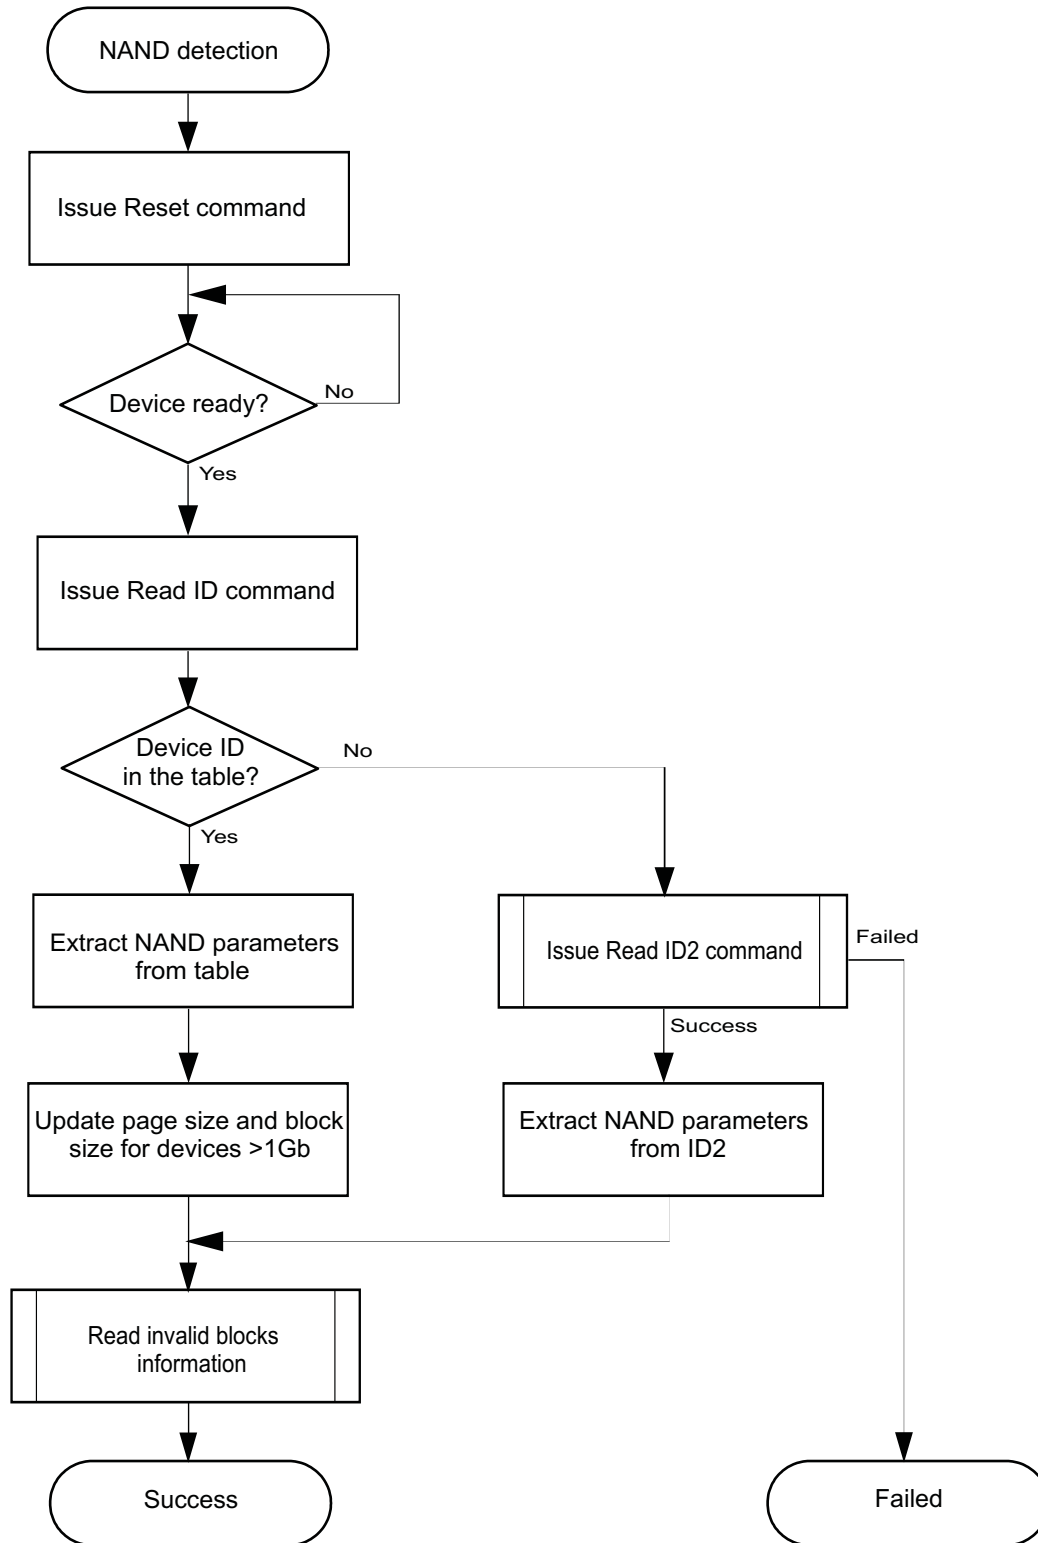 NAND detection
Issue Reset command
Device ready?
No
Yes
Issue Read ID command
Device ID
in the table?
No
Yes
Extract NAND parameters
from table
Issue Read ID2 command
Failed
Success
Update page size and block
size for devices >1Gb
Extract NAND parameters
from ID2
Read invalid blocks
information
Success
Failed